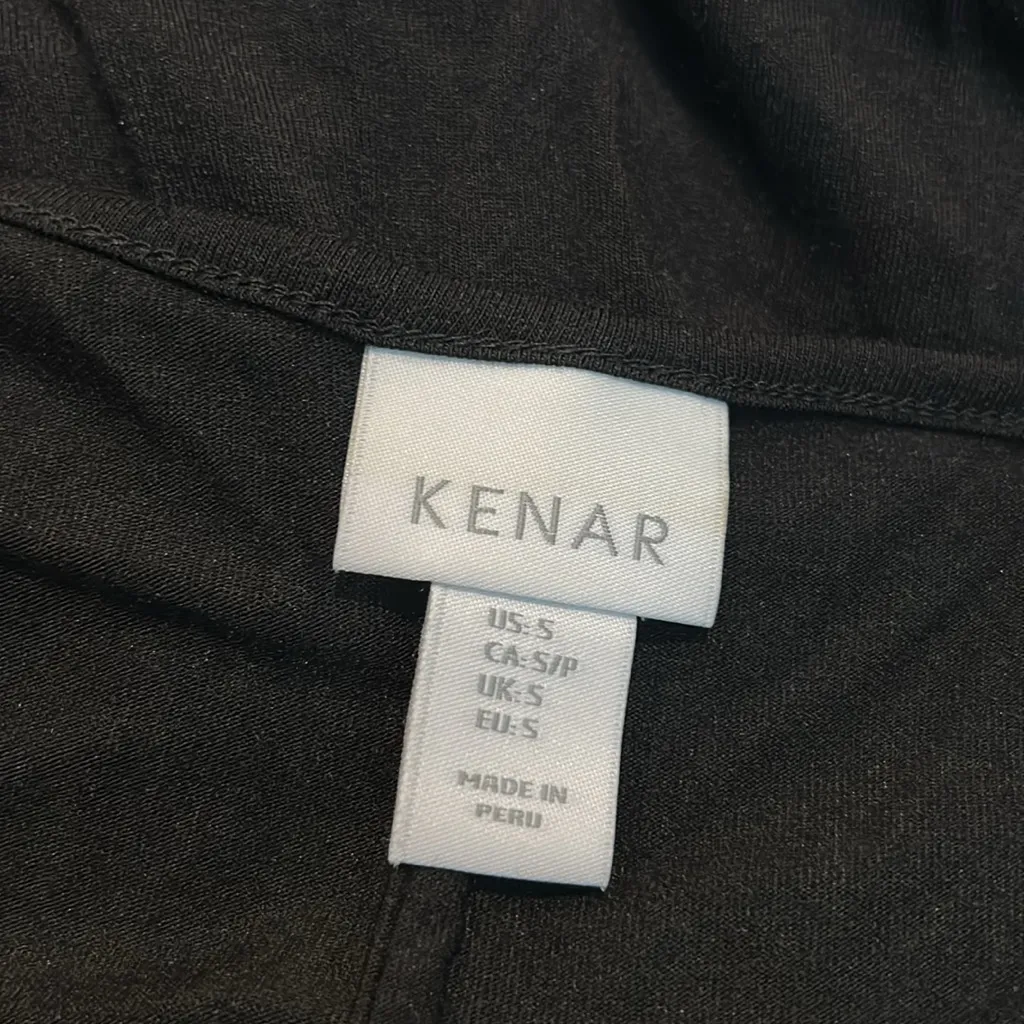 KENAR
US: S
CA: S/P
UK: S
EU: S
MADE IN
PERU